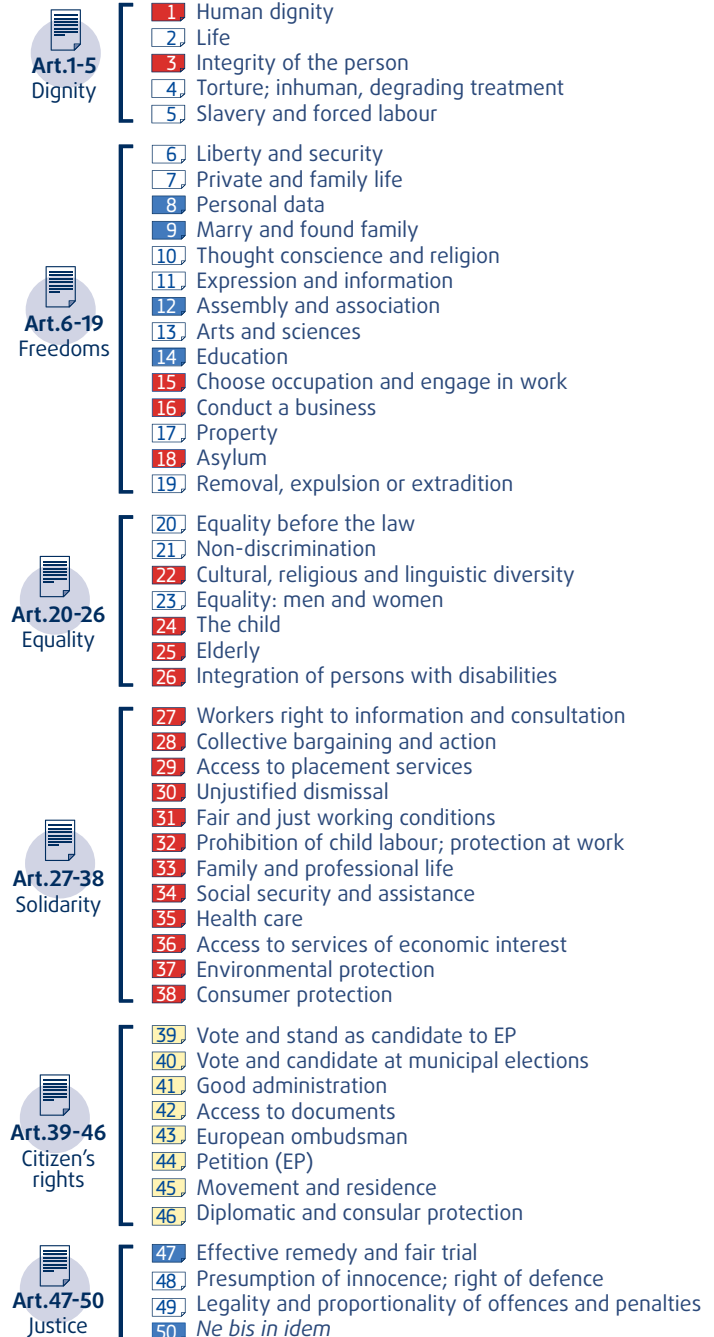 Art.1-5
Dignity
1 Human dignity
2 Life
3 Integrity of the person
4 Torture; inhuman, degrading treatment
5 Slavery and forced labour
Art.6-19
Freedoms
6 Liberty and security
7 Private and family life
8 Personal data
9 Marry and found family
10 Thought conscience and religion
11 Expression and information
12 Assembly and association
13 Arts and sciences
14 Education
15 Choose occupation and engage in work
16 Conduct a business
17 Property
18 Asylum
19 Removal, expulsion or extradition
Art.20-26
Equality
20 Equality before the law
21 Non-discrimination
22 Cultural, religious and linguistic diversity
23 Equality: men and women
24 The child
25 Elderly
26 Integration of persons with disabilities
Art.27-38
Solidarity
27 Workers right to information and consultation
28 Collective bargaining and action
29 Access to placement services
30 Unjustified dismissal
31 Fair and just working conditions
32 Prohibition of child labour; protection at work
33 Family and professional life
34 Social security and assistance
35 Health care
36 Access to services of economic interest
37 Environmental protection
38 Consumer protection
Art.39-46
Citizen's
rights
39 Vote and stand as candidate to EP
40 Vote and candidate at municipal elections
41 Good administration
42 Access to documents
43 European ombudsman
44 Petition (EP)
45 Movement and residence
46 Diplomatic and consular protection
Art.47-50
Justice
47 Effective remedy and fair trial
48 Presumption of innocence; right of defence
49 Legality and proportionality of offences and penalties
50 Ne bis in idem